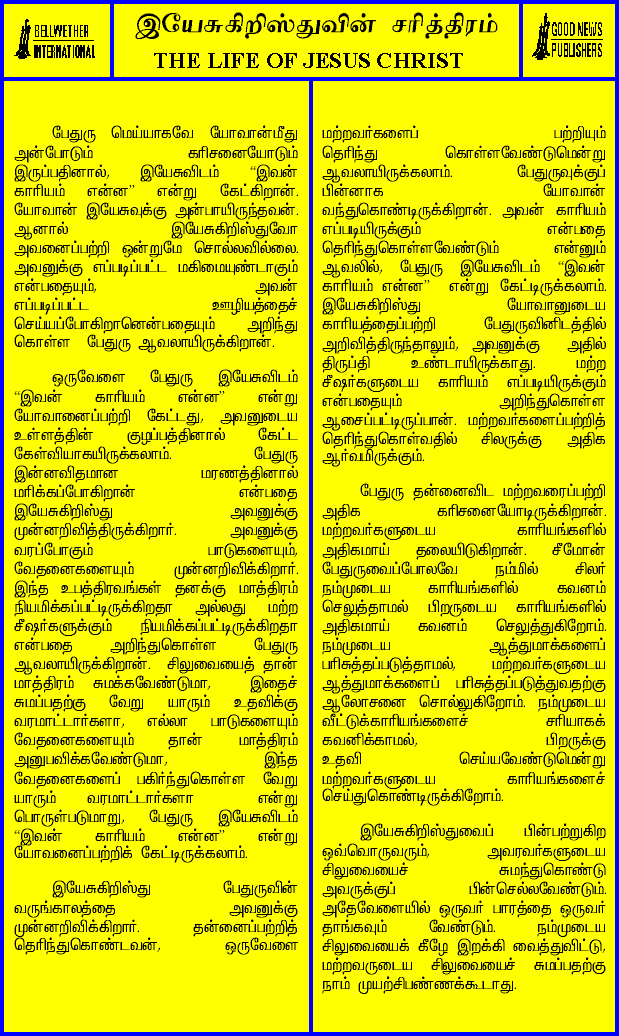 BELLWETHER
INTERNATIONAL
இயேசுகிறிஸ்துவின் சரித்திரம்
THE LIFE OF JESUS CHRIST
GOOD NEWS
PUBLISHERS
பேதுரு மெய்யாகவே யோவான்மீது
அன்போடும் கரிசனையோடும்
இருப்பதினால், இயேசுவிடம் “இவன்
காரியம் என்ன” என்று கேட்கிறான்.
யோவான் இயேசுவுக்கு அன்பாயிருந்தவன்.
ஆனால் இயேசுகிறிஸ்துவோ
அவனைப்பற்றி ஒன்றுமே சொல்லவில்லை.
அவனுக்கு எப்படிப்பட்ட மகிமையுண்டாகும்
என்பதையும், அவன்
எப்படிப்பட்ட ஊழியத்தைச்
செய்யப்போகிறானென்பதையும் அறிந்து
கொள்ள பேதுரு ஆவலாயிருக்கிறான்.
ஒருவேளை பேதுரு இயேசுவிடம்
“இவன் காரியம் என்ன” என்று
யோவானைப்பற்றி கேட்டது, அவனுடைய
உள்ளத்தின் குழப்பத்தினால் கேட்ட
கேள்வியாகயிருக்கலாம். பேதுரு
இன்னவிதமான மரணத்தினால்
மரிக்கப்போகிறான் என்பதை
இயேசுகிறிஸ்து அவனுக்கு
முன்னறிவித்திருக்கிறார். அவனுக்கு
வரப்போகும் பாடுகளையும்,
வேதனைகளையும் முன்னறிவிக்கிறார்.
இந்த உபத்திரவங்கள் தனக்கு மாத்திரம்
நியமிக்கப்பட்டிருக்கிறதா அல்லது மற்ற
சீஷர்களுக்கும் நியமிக்கப்பட்டிருக்கிறதா
என்பதை அறிந்துகொள்ள பேதுரு
ஆவலாயிருக்கிறான். சிலுவையைத் தான்
மாத்திரம் சுமக்கவேண்டுமா, இதைச்
சுமப்பதற்கு வேறு யாரும் உதவிக்கு
வரமாட்டார்களா, எல்லா பாடுகளையும்
வேதனைகளையும் தான் மாத்திரம்
அனுபவிக்கவேண்டுமா, இந்த
வேதனைகளைப் பகிர்ந்துகொள்ள வேறு
யாரும் வரமாட்டார்களா என்று
பொருள்படுமாறு, பேதுரு இயேசுவிடம்
“இவன் காரியம் என்ன” என்று
யோவனைப்பற்றிக் கேட்டிருக்கலாம்.
இயேசுகிறிஸ்து பேதுருவின்
வருங்காலத்தை அவனுக்கு
முன்னறிவிக்கிறார். தன்னைப்பற்றித்
தெரிந்துகொண்டவன், ஒருவேளை
மற்றவர்களைப் பற்றியும்
தெரிந்து கொள்ளவேண்டுமென்று
ஆவலாயிருக்கலாம். பேதுருவுக்குப்
பின்னாக யோவான்
வந்துகொண்டிருக்கிறான். அவன் காரியம்
எப்படியிருக்கும் என்பதை
தெரிந்துகொள்ளவேண்டும் என்னும்
ஆவலில், பேதுரு இயேசுவிடம் “இவன்
காரியம் என்ன” என்று கேட்டிருக்கலாம்.
இயேசுகிறிஸ்து யோவானுடைய
காரியத்தைப்பற்றி பேதுருவினிடத்தில்
அறிவித்திருந்தாலும், அவனுக்கு அதில்
திருப்தி உண்டாயிருக்காது. மற்ற
சீஷர்களுடைய காரியம் எப்படியிருக்கும்
என்பதையும் அறிந்துகொள்ள
ஆசைப்பட்டிருப்பான். மற்றவர்களைப்பற்றித்
தெரிந்துகொள்வதில் சிலருக்கு அதிக
ஆர்வமிருக்கும்.
பேதுரு தன்னைவிட மற்றவரைப்பற்றி
அதிக கரிசனையோடிருக்கிறான்.
மற்றவர்களுடைய காரியங்களில்
அதிகமாய் தலையிடுகிறான். சீமோன்
பேதுருவைப்போலவே நம்மில் சிலர்
நம்முடைய காரியங்களில் கவனம்
செலுத்தாமல் பிறருடைய காரியங்களில்
அதிகமாய் கவனம் செலுத்துகிறோம்.
நம்முடைய ஆத்துமாக்களைப்
பரிசுத்தப்படுத்தாமல், மற்றவர்களுடைய
ஆத்துமாக்களைப் பரிசுத்தப்படுத்துவதற்கு
ஆலோசனை சொல்லுகிறோம். நம்முடைய
வீட்டுக்காரியங்களைச் சரியாகக்
கவனிக்காமல், பிறருக்கு
உதவி செய்யவேண்டுமென்று
மற்றவர்களுடைய காரியங்களைச்
செய்துகொண்டிருக்கிறோம்.
இயேசுகிறிஸ்துவைப் பின்பற்றுகிற
ஒவ்வொருவரும், அவரவர்களுடைய
சிலுவையைச் சுமந்துகொண்டு
அவருக்குப் பின்செல்லவேண்டும்.
அதேவேளையில் ஒருவர் பாரத்தை ஒருவர்
தாங்கவும் வேண்டும். நம்முடைய
சிலுவையைக் கீழே இறக்கி வைத்துவிட்டு,
மற்றவருடைய சிலுவையைச் சுமப்பதற்கு
நாம் முயற்சிபண்ணக்கூடாது.